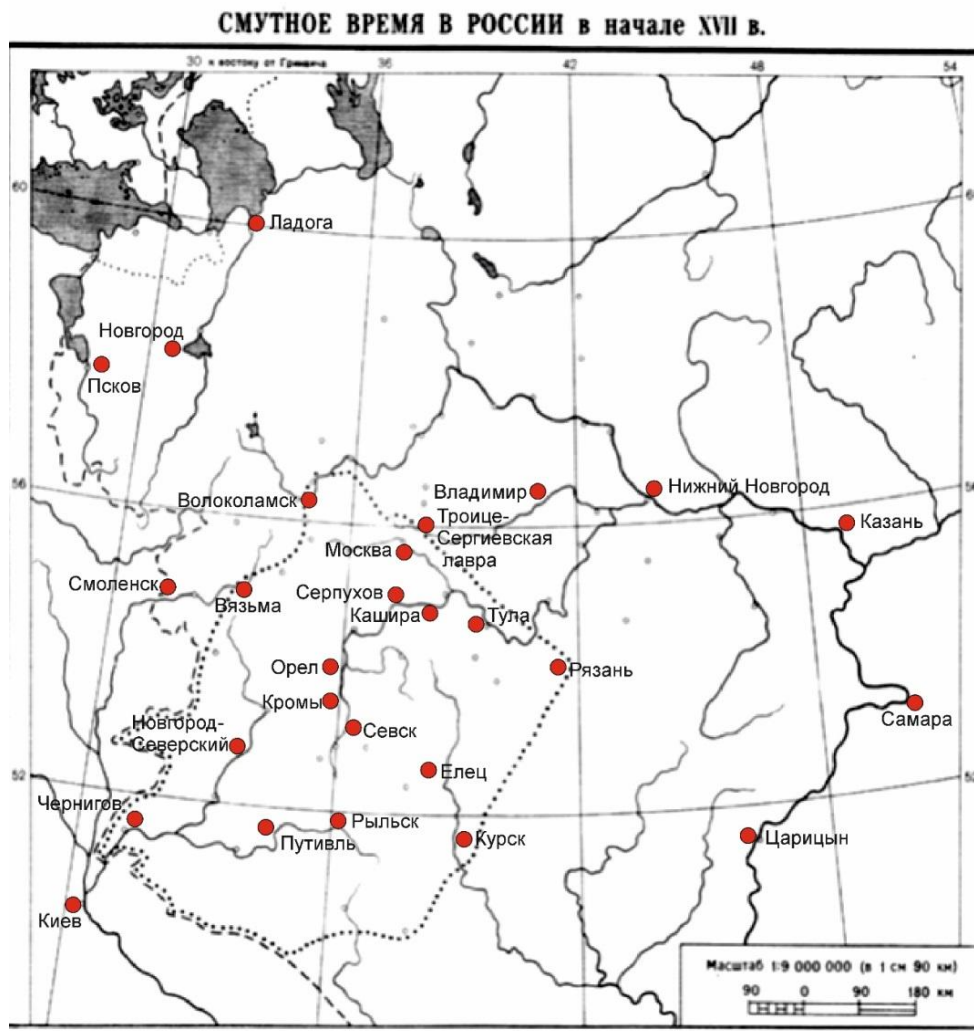 СМУТНОЕ ВРЕМЯ В РОССИИ в начале XVII в.
30 к востоку от Гринвича
36
42
48
54
60
60
Ладога
Новгород
Псков
56
56
Волоколамск
Владимир
Нижний Новгород
Троице-
Сергиевская
лавра
Казань
Москва
Смоленск
Вязьма
Серпухов
Кашира
Тула
Орел
Рязань
Кромы
Новгород-
Северский
Севск
Самара
52
Елец
Чернигов
Рыльск
Путивль
Курск
Царицын
Киев
Масштаб 1:9 000 000 (в 1 см 90 км)
90 0 90 180 км